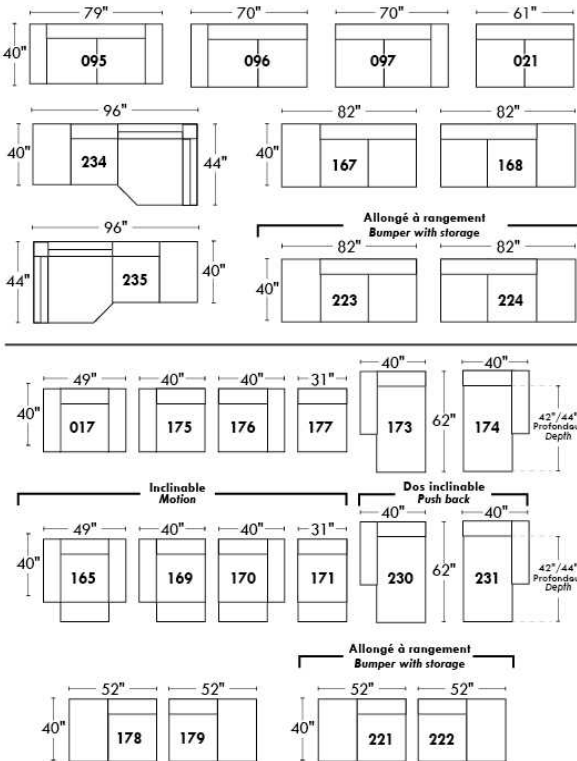 79" 70" 70" 61"
40" 095 096 097 021
96" 82" 82"
40" 234 44" 40" 167 168
Allongé à rangement
Bumper with storage
96" 82" 82"
44" 235 40" 40" 223 224
49" 40" 40" 31" 40" 40"
40" 017 175 176 177 173 62" 174 42"/44"
Profondeur
Depth
Inclinable
Motion
Dos inclinable
Push back
49" 40" 40" 31" 40" 40"
40" 165 169 170 171 230 62" 231 42"/44"
Profondeur
Depth
Allongé à rangement
Bumper with storage
52" 52" 52" 52"
40" 178 179 40" 221 222